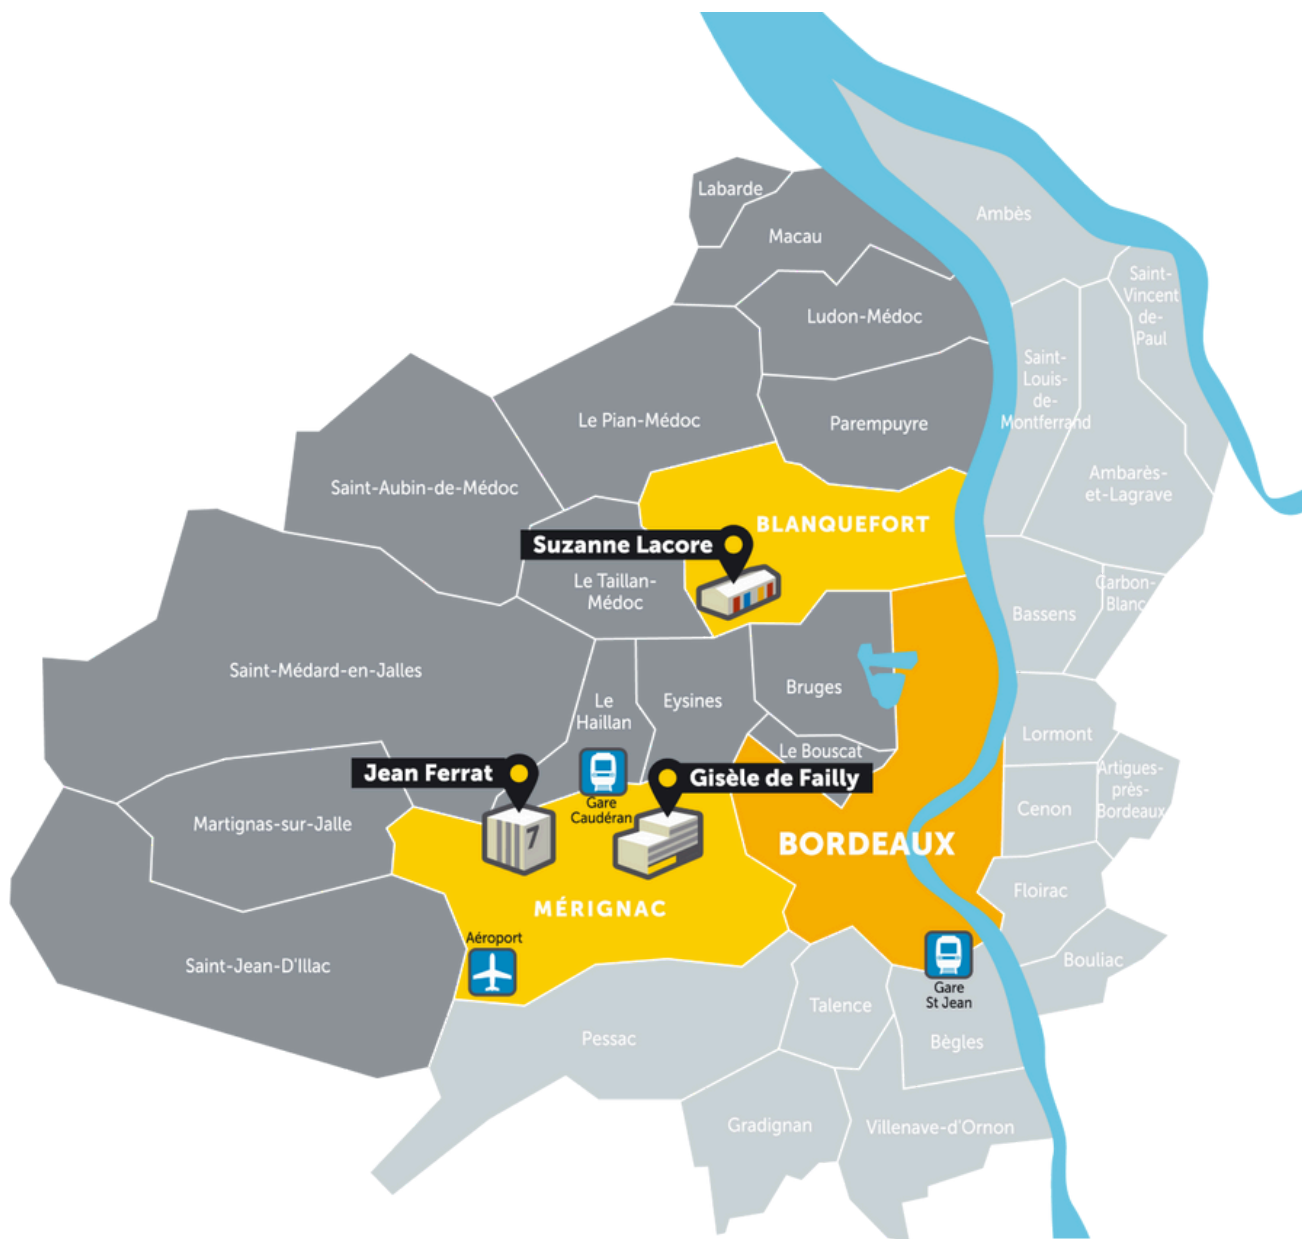 Labarde
Macau
Ambès
Saint-
Vincent
de-
Paul
Ludon-Médoc
Saint-
Louis-
de-
Montferrand
Le Pian-Médoc
Parempuyre
Ambarès-
et-Lagrave
Saint-Aubin-de-Médoc
BLANQUEFORT
Suzanne Lacore
Le Taillan-
Médoc
Carbon-
Blanc
Bassens
Saint-Médard-en-Jalles
Le
Haillan
Eysines
Bruges
Le Bouscat
Lormont
Artigues-
près-
Bordeaux
Jean Ferrat
Gisèle de Failly
Gare
Caudéran
Cenon
Martignas-sur-Jalle
7
BORDEAUX
Floirac
MÉRIGNAC
Aéroport
Saint-Jean-D'Illac
Bouliac
Gare
St Jean
Talence
Pessac
Bègles
Gradignan
Villenave-d'Ornon